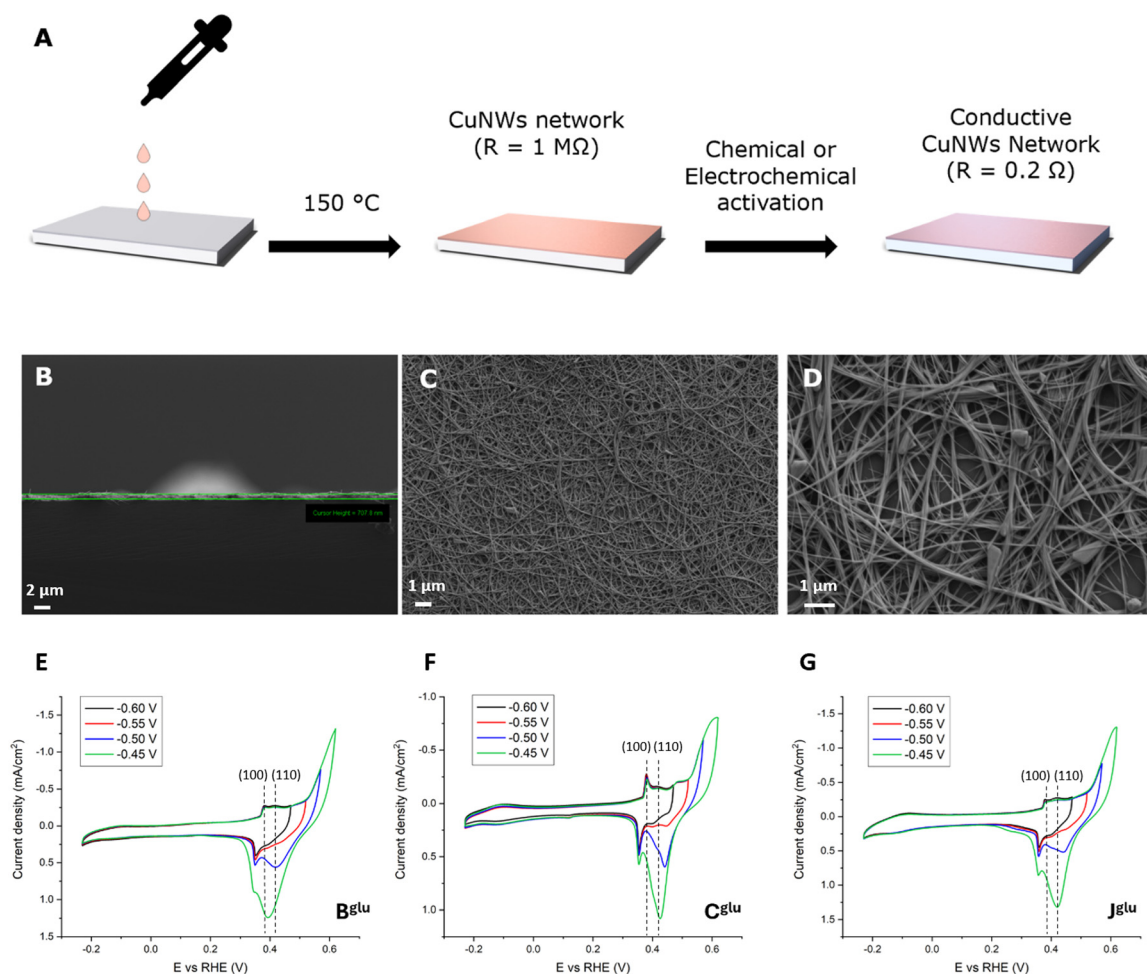 A
150 °C
CuNWs network
(R = 1 MΩ)
Chemical or
Electrochemical
activation
Conductive
CuNWs Network
(R = 0.2 Ω)
B
Cursor Height = 707.8 nm
2 µm
C
1 µm
D
1 µm
E
-0.60 V
-0.55 V
-0.50 V
-0.45 V
(100) (110)
-1.5
-1.0
-0.5
0.0
0.5
1.0
1.5
Current density (mA/cm²)
-0.2 0.0 0.2 0.4 0.6
E vs RHE (V)
Bglu
F
-0.60 V
-0.55 V
-0.50 V
-0.45 V
(100) (110)
-1.0
-0.5
0.0
0.5
1.0
Current density (mA/cm²)
-0.2 0.0 0.2 0.4 0.6
E vs RHE (V)
Cglu
G
-0.60 V
-0.55 V
-0.50 V
-0.45 V
(100) (110)
-1.5
-1.0
-0.5
0.0
0.5
1.0
1.5
Current density (mA/cm²)
-0.2 0.0 0.2 0.4 0.6
E vs RHE (V)
Jglu